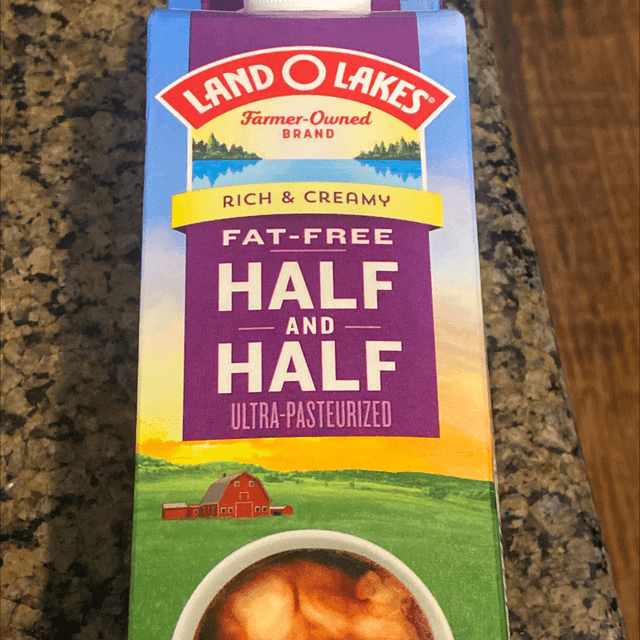 LAND O LAKES®
Farmer-Owned
BRAND
RICH & CREAMY
FAT-FREE
HALF
AND
HALF
ULTRA-PASTEURIZED